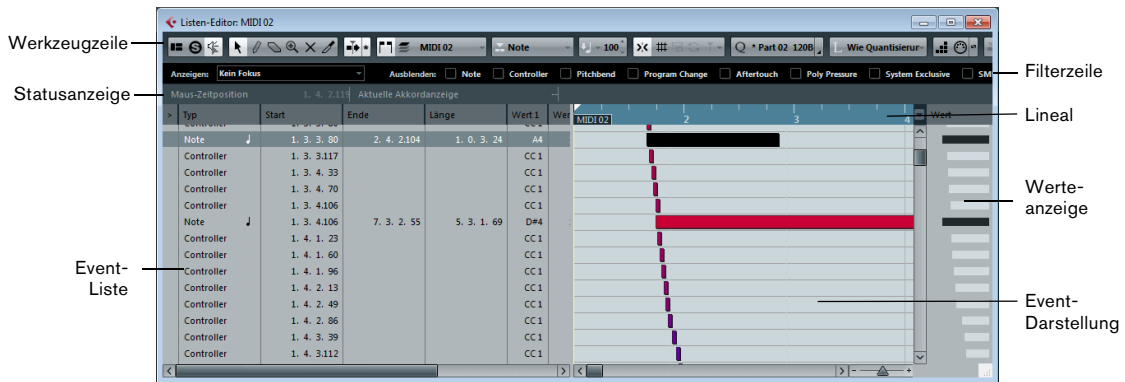 Listen-Editor: MIDI 02
Werkzeugzeile
100
MIDI 02
Note
Q * Part 02 120B
Wie Quantisierur
Anzeigen: Kein Fokus
Ausblenden: Note Controller Pitchbend Program Change Aftertouch Poly Pressure System Exclusive SM
Filterzeile
Statusanzeige
Maus-Zeitposition 1. 4. 2.119 Aktuelle Akkordanzeige --
> Typ Start Ende Länge Wert 1 Wer
MIDI 02 2 3 4
Wert
Lineal
Note 1. 3. 3. 80 2. 4. 2.104 1. 0. 3. 24 A4
Controller 1. 3. 3.117 CC 1
Controller 1. 3. 4. 33 CC 1
Controller 1. 3. 4. 70 CC 1
Controller 1. 3. 4.106 CC 1
Note 1. 3. 4.106 7. 3. 2. 55 5. 3. 1. 69 D#4
Controller 1. 4. 1. 23 CC 1
Controller 1. 4. 1. 60 CC 1
Controller 1. 4. 1. 96 CC 1
Controller 1. 4. 2. 13 CC 1
Controller 1. 4. 2. 49 CC 1
Controller 1. 4. 2. 86 CC 1
Controller 1. 4. 3. 39 CC 1
Controller 1. 4. 3.112 CC 1
Werte-
anzeige
Event-
Liste
Event-
Darstellung